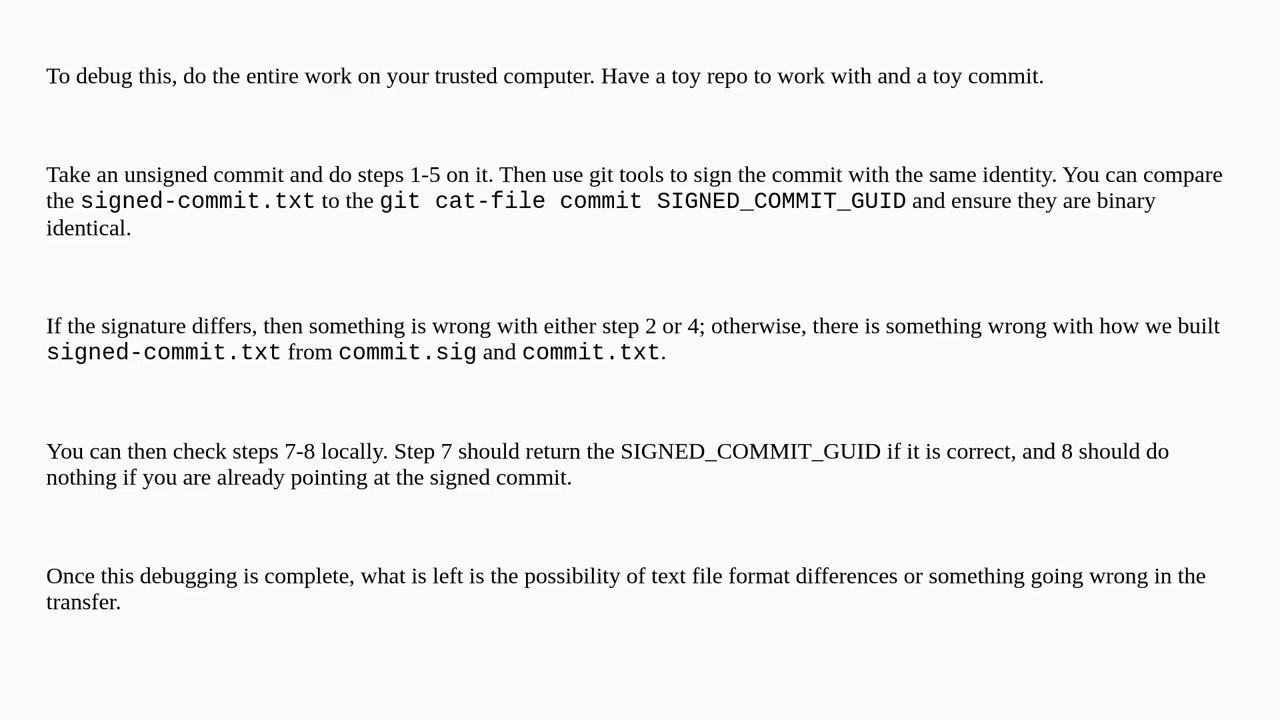 To debug this, do the entire work on your trusted computer. Have a toy repo to work with and a toy commit.
Take an unsigned commit and do steps 1-5 on it. Then use git tools to sign the commit with the same identity. You can compare
the signed-commit.txt to the git cat-file commit SIGNED_COMMIT_GUID and ensure they are binary
identical.
If the signature differs, then something is wrong with either step 2 or 4; otherwise, there is something wrong with how we built
signed-commit.txt from commit.sig and commit.txt.
You can then check steps 7-8 locally. Step 7 should return the SIGNED_COMMIT_GUID if it is correct, and 8 should do
nothing if you are already pointing at the signed commit.
Once this debugging is complete, what is left is the possibility of text file format differences or something going wrong in the
transfer.